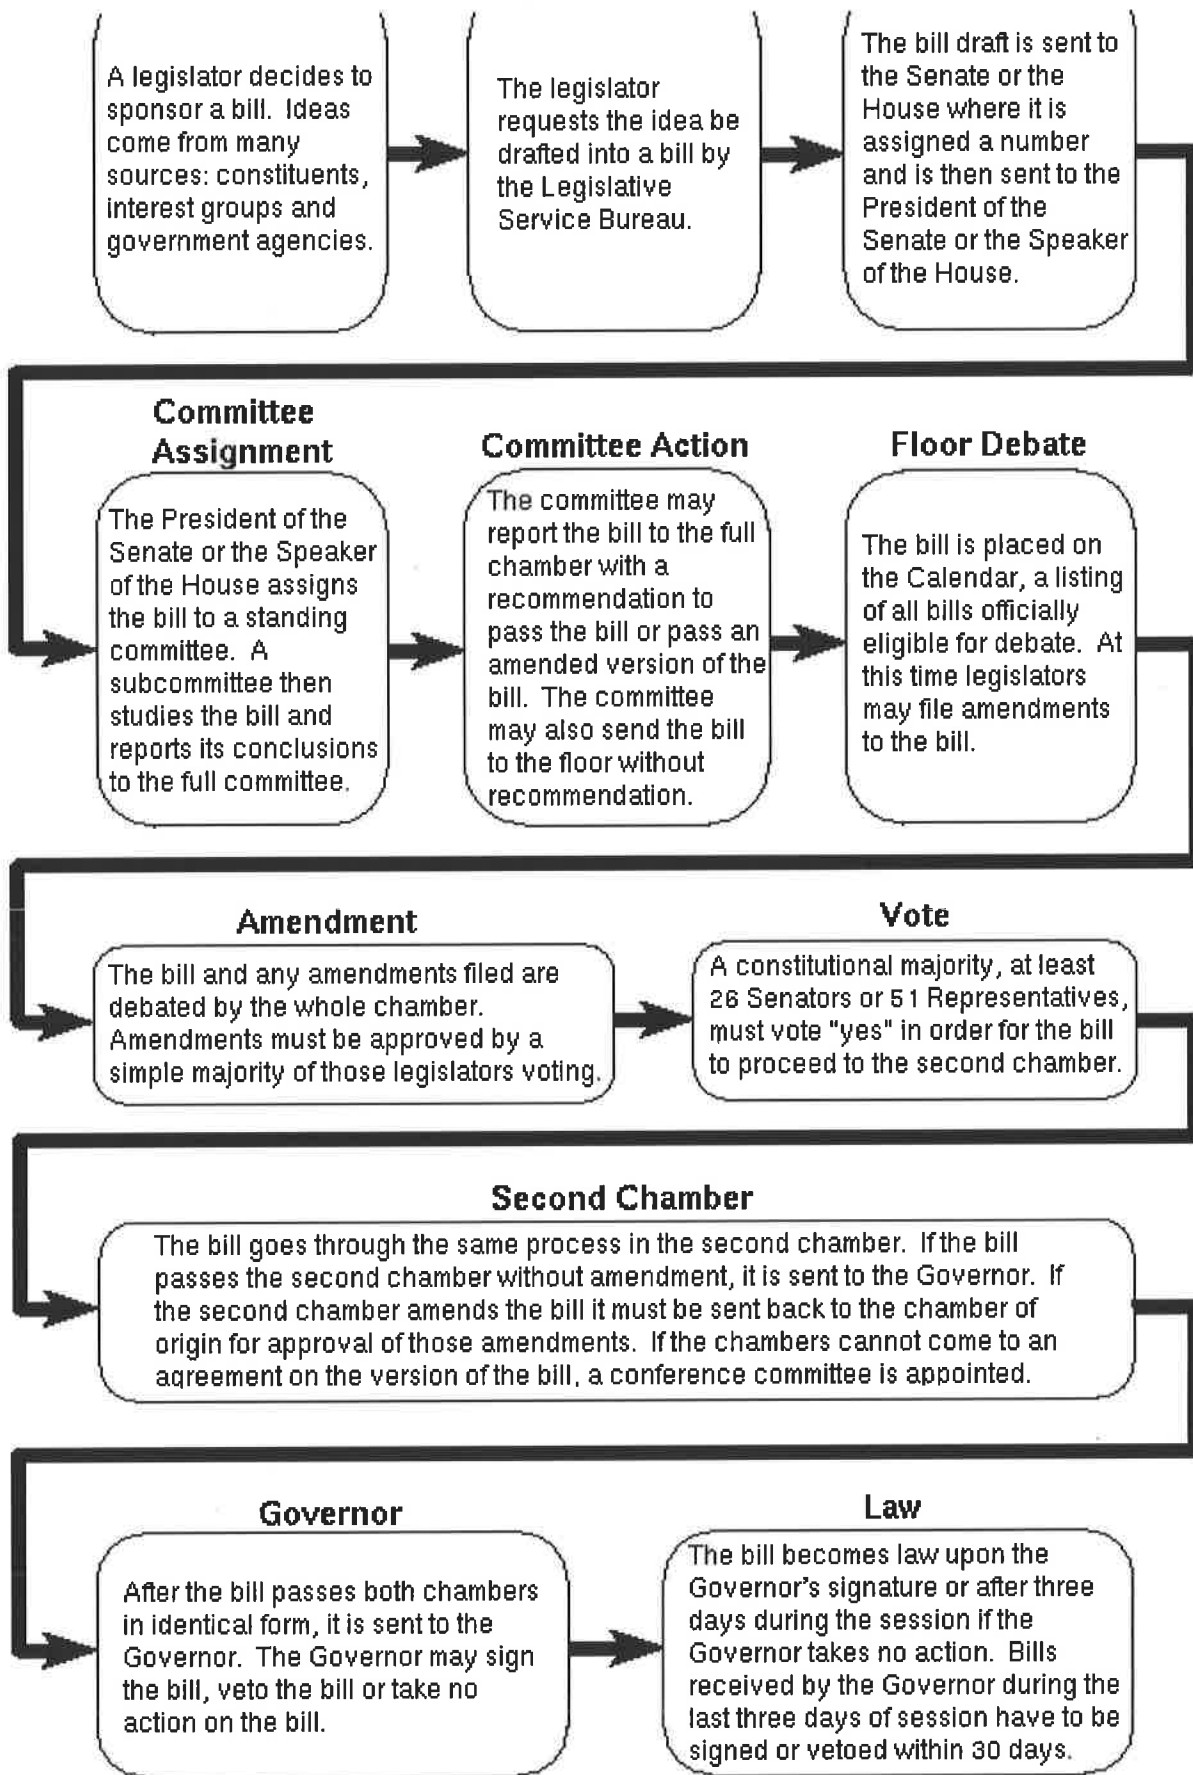 A legislator decides to
sponsor a bill. Ideas
come from many
sources: constituents,
interest groups and
government agencies.
The legislator
requests the idea be
drafted into a bill by
the Legislative
Service Bureau.
The bill draft is sent to
the Senate or the
House where it is
assigned a number
and is then sent to the
President of the
Senate or the Speaker
of the House.
Committee
Assignment
The President of the
Senate or the Speaker
of the House assigns
the bill to a standing
committee. A
subcommittee then
studies the bill and
reports its conclusions
to the full committee.
Committee Action
The committee may
report the bill to the full
chamber with a
recommendation to
pass the bill or pass an
amended version of the
bill. The committee
may also send the bill
to the floor without
recommendation.
Floor Debate
The bill is placed on
the Calendar, a listing
of all bills officially
eligible for debate. At
this time legislators
may file amendments
to the bill.
Amendment
The bill and any amendments filed are
debated by the whole chamber.
Amendments must be approved by a
simple majority of those legislators voting.
Vote
A constitutional majority, at least
26 Senators or 51 Representatives,
must vote "yes" in order for the bill
to proceed to the second chamber.
Second Chamber
The bill goes through the same process in the second chamber. If the bill
passes the second chamber without amendment, it is sent to the Governor. If
the second chamber amends the bill it must be sent back to the chamber of
origin for approval of those amendments. If the chambers cannot come to an
agreement on the version of the bill, a conference committee is appointed.
Governor
After the bill passes both chambers
in identical form, it is sent to the
Governor. The Governor may sign
the bill, veto the bill or take no
action on the bill.
Law
The bill becomes law upon the
Governor's signature or after three
days during the session if the
Governor takes no action. Bills
received by the Governor during the
last three days of session have to be
signed or vetoed within 30 days.